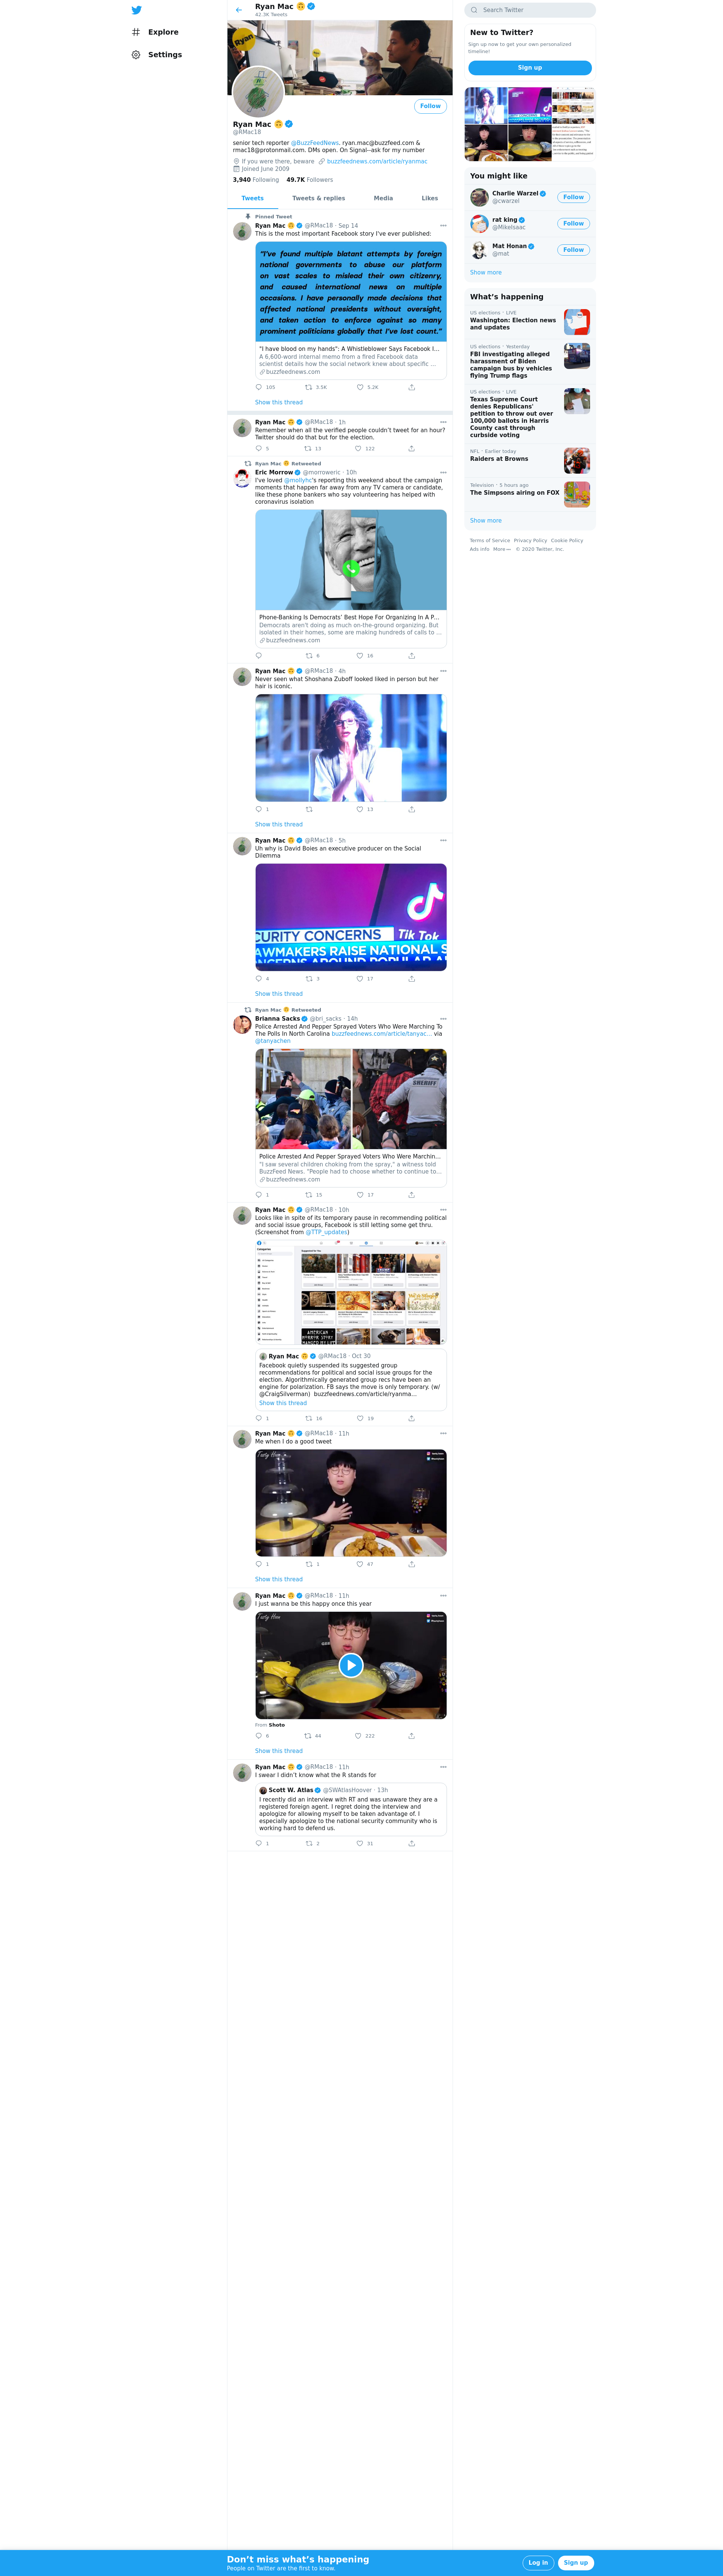 Explore
Settings
Ryan Mac
42.3K Tweets
Ryan
Follow
Ryan Mac
@RMac18
senior tech reporter @BuzzFeedNews. ryan.mac@buzzfeed.com &
rmac18@protonmail.com. DMs open. On Signal--ask for my number
If you were there, beware buzzfeednews.com/article/ryanmac
Joined June 2009
3,940 Following 49.7K Followers
Tweets Tweets & replies Media Likes
Pinned Tweet
Ryan Mac @RMac18 · Sep 14
This is the most important Facebook story I've ever published:
"I've found multiple blatant attempts by foreign
national governments to abuse our platform
on vast scales to mislead their own citizenry,
and caused international news on multiple
occasions. I have personally made decisions that
affected national presidents without oversight,
and taken action to enforce against so many
prominent politicians globally that I've lost count."
"I have blood on my hands": A Whistleblower Says Facebook I...
A 6,600-word internal memo from a fired Facebook data
scientist details how the social network knew about specific ...
buzzfeednews.com
105 3.5K 5.2K
Show this thread
Ryan Mac @RMac18 · 1h
Remember when all the verified people couldn't tweet for an hour?
Twitter should do that but for the election.
5 13 122
Ryan Mac Retweeted
Eric Morrow @morroweric · 10h
I've loved @mollyhc's reporting this weekend about the campaign
moments that happen far away from any TV camera or candidate,
like these phone bankers who say volunteering has helped with
coronavirus isolation
Phone-Banking Is Democrats' Best Hope For Organizing In A P...
Democrats aren't doing as much on-the-ground organizing. But
isolated in their homes, some are making hundreds of calls to ...
buzzfeednews.com
6 16
Ryan Mac @RMac18 · 4h
Never seen what Shoshana Zuboff looked liked in person but her
hair is iconic.
1 13
Show this thread
Ryan Mac @RMac18 · 5h
Uh why is David Boies an executive producer on the Social
Dilemma
TikTok
CURITY CONCERNS
AWMAKERS RAISE NATIONAL S
4 3 17
Show this thread
Ryan Mac Retweeted
Brianna Sacks @bri_sacks · 14h
Police Arrested And Pepper Sprayed Voters Who Were Marching To
The Polls In North Carolina buzzfeednews.com/article/tanyac... via
@tanyachen
SHERIFF
Police Arrested And Pepper Sprayed Voters Who Were Marchin...
"I saw several children choking from the spray," a witness told
BuzzFeed News. "People had to choose whether to continue to...
buzzfeednews.com
1 15 17
Ryan Mac @RMac18 · 10h
Looks like in spite of its temporary pause in recommending political
and social issue groups, Facebook is still letting some get thru.
(Screenshot from @TTP_updates)
Ryan Mac @RMac18 · Oct 30
Facebook quietly suspended its suggested group
recommendations for political and social issue groups for the
election. Algorithmically generated group recs have been an
engine for polarization. FB says the move is only temporary. (w/
@CraigSilverman) buzzfeednews.com/article/ryanma...
Show this thread
1 16 19
Ryan Mac @RMac18 · 11h
Me when I do a good tweet
1 1 47
Show this thread
Ryan Mac @RMac18 · 11h
I just wanna be this happy once this year
From Shoto
6 44 222
Show this thread
Ryan Mac @RMac18 · 11h
I swear I didn't know what the R stands for
Scott W. Atlas @SWAtlasHoover · 13h
I recently did an interview with RT and was unaware they are a
registered foreign agent. I regret doing the interview and
apologize for allowing myself to be taken advantage of. I
especially apologize to the national security community who is
working hard to defend us.
1 2 31
Search Twitter
New to Twitter?
Sign up now to get your own personalized
timeline!
Sign up
You might like
Charlie Warzel
@cwarzel
Follow
rat king
@MikeIsaac
Follow
Mat Honan
@mat
Follow
Show more
What's happening
US elections · LIVE
Washington: Election news
and updates
US elections · Yesterday
FBI investigating alleged
harassment of Biden
campaign bus by vehicles
flying Trump flags
US elections · LIVE
Texas Supreme Court
denies Republicans'
petition to throw out over
100,000 ballots in Harris
County cast through
curbside voting
NFL · Earlier today
Raiders at Browns
Television · 5 hours ago
The Simpsons airing on FOX
Show more
Terms of Service Privacy Policy Cookie Policy
Ads info More © 2020 Twitter, Inc.
Don't miss what's happening
People on Twitter are the first to know.
Log in
Sign up